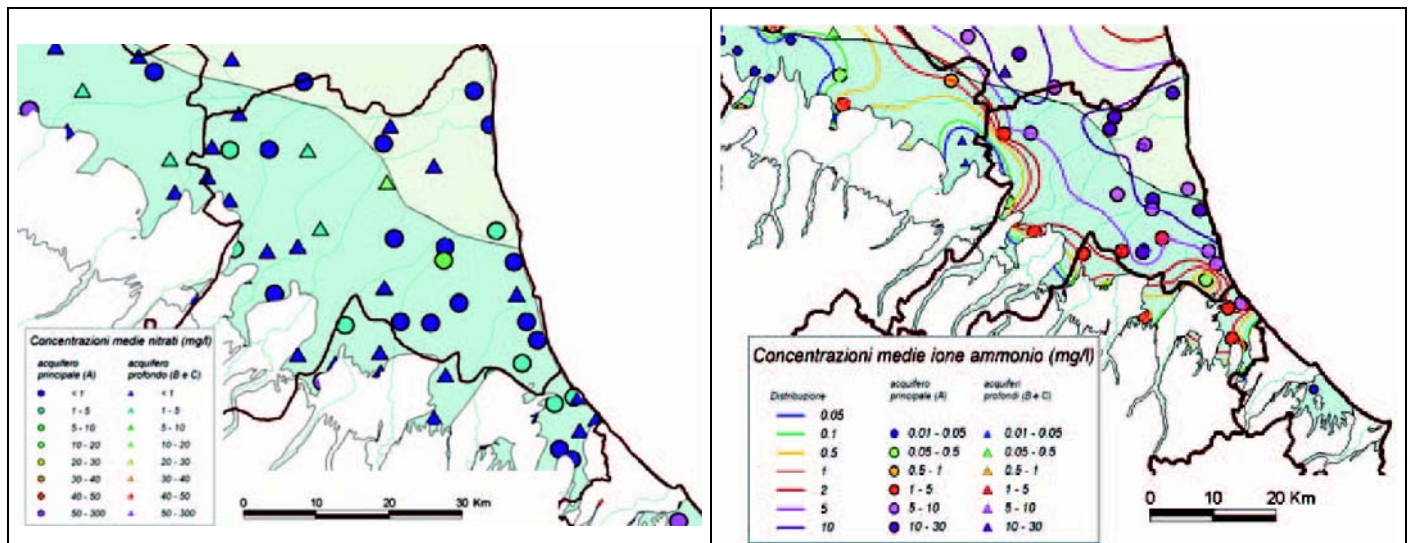 Concentrazioni medie nitrati (mg/l)
acquifero principale (A)
acquifero profondo (B e C)
< 1 < 1
1 - 5 1 - 5
5 - 10 5 - 10
10 - 20 10 - 20
20 - 30 20 - 30
30 - 40 30 - 40
40 - 50 40 - 50
50 - 300 50 - 300
0 10 20 30 Km
Concentrazioni medie ione ammonio (mg/l)
Distribuzione
acquifero principale (A)
acquiferi profondi (B e C)
0.05
0.1 0.01 - 0.05 0.01 - 0.05
0.5 0.05 - 0.5 0.05 - 0.5
1 0.5 - 1 0.5 - 1
2 1 - 5 1 - 5
5 5 - 10 5 - 10
10 10 - 30 10 - 30
0 10 20 Km